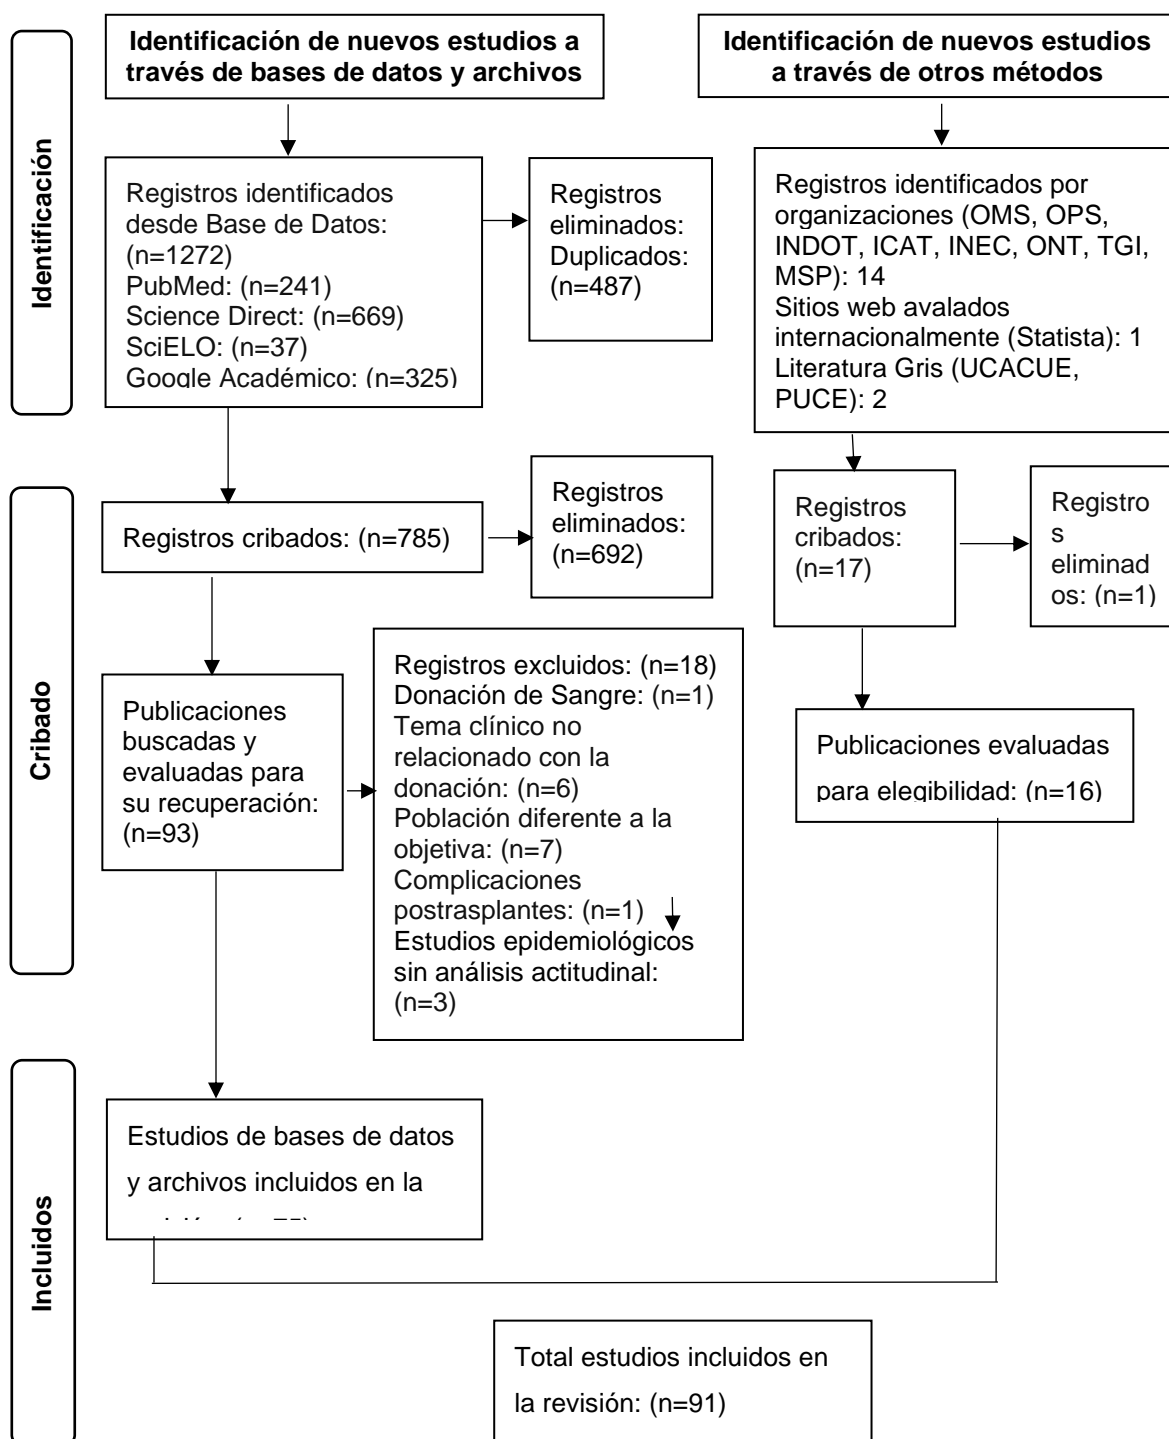 Identificación de nuevos estudios a
través de bases de datos y archivos
Identificación de nuevos estudios
a través de otros métodos
Identificación
Registros identificados
desde Base de Datos:
(n=1272)
PubMed: (n=241)
Science Direct: (n=669)
SciELO: (n=37)
Google Académico: (n=325)
Registros
eliminados:
Duplicados:
(n=487)
Registros identificados por
organizaciones (OMS, OPS,
INDOT, ICAT, INEC, ONT, TGI,
MSP): 14
Sitios web avalados
internacionalmente (Statista): 1
Literatura Gris (UCACUE,
PUCE): 2
Cribado
Registros cribados: (n=785)
Registros
eliminados:
(n=692)
Registros
cribados:
(n=17)
Registro
s
eliminad
os: (n=1)
Publicaciones
buscadas y
evaluadas para
su recuperación:
(n=93)
Registros excluidos: (n=18)
Donación de Sangre: (n=1)
Tema clínico no
relacionado con la
donación: (n=6)
Población diferente a la
objetiva: (n=7)
Complicaciones
postrasplantes: (n=1)
Estudios epidemiológicos
sin análisis actitudinal:
(n=3)
Publicaciones evaluadas
para elegibilidad: (n=16)
Incluidos
Estudios de bases de datos
y archivos incluidos en la
Total estudios incluidos en
la revisión: (n=91)